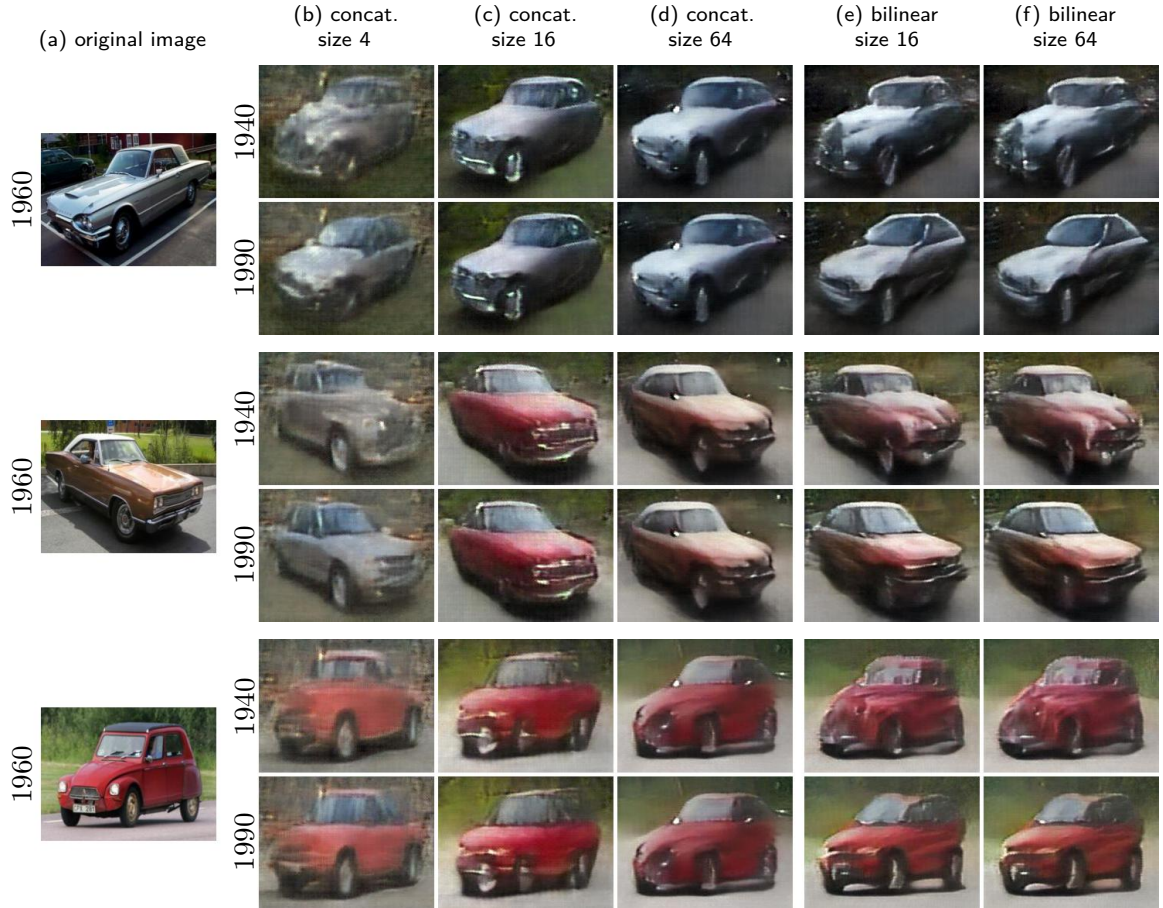 (a) original image
(b) concat.
size 4
(c) concat.
size 16
(d) concat.
size 64
(e) bilinear
size 16
(f) bilinear
size 64
1960
1940
1990
1960
1940
1990
1960
1940
1990